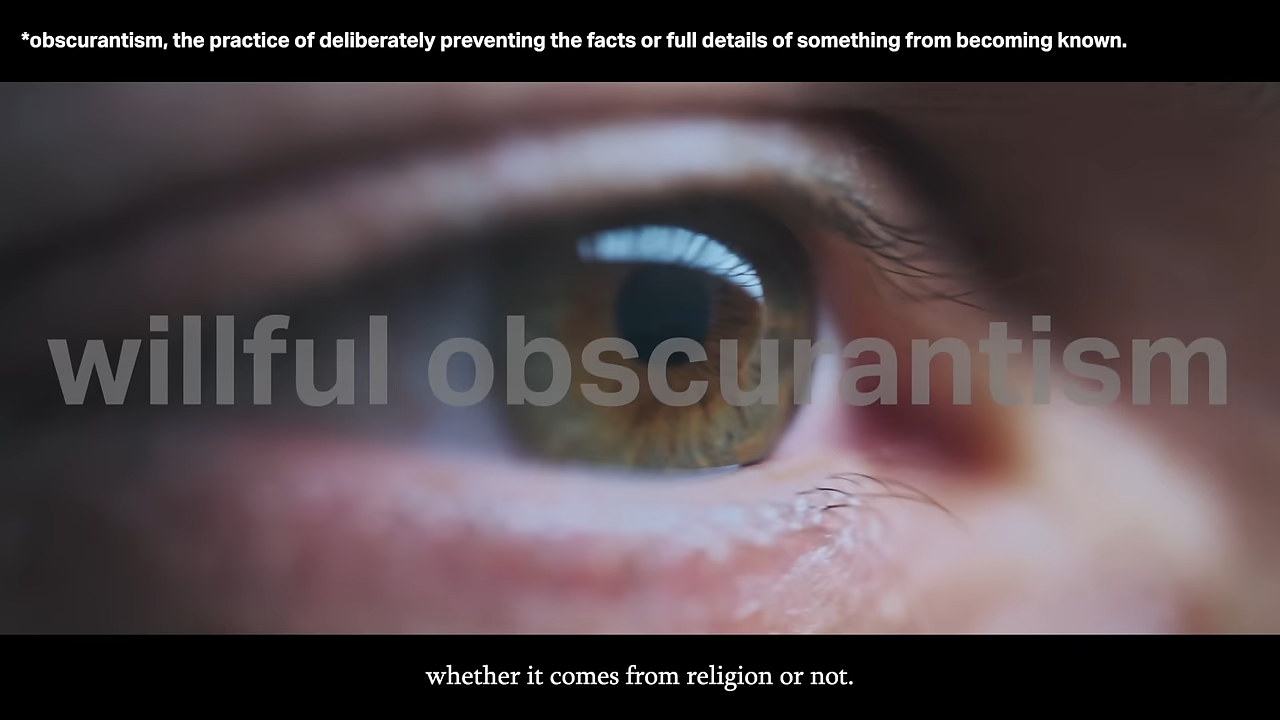 *obscurantism, the practice of deliberately preventing the facts or full details of something from becoming known.
willful obscurantism
whether it comes from religion or not.